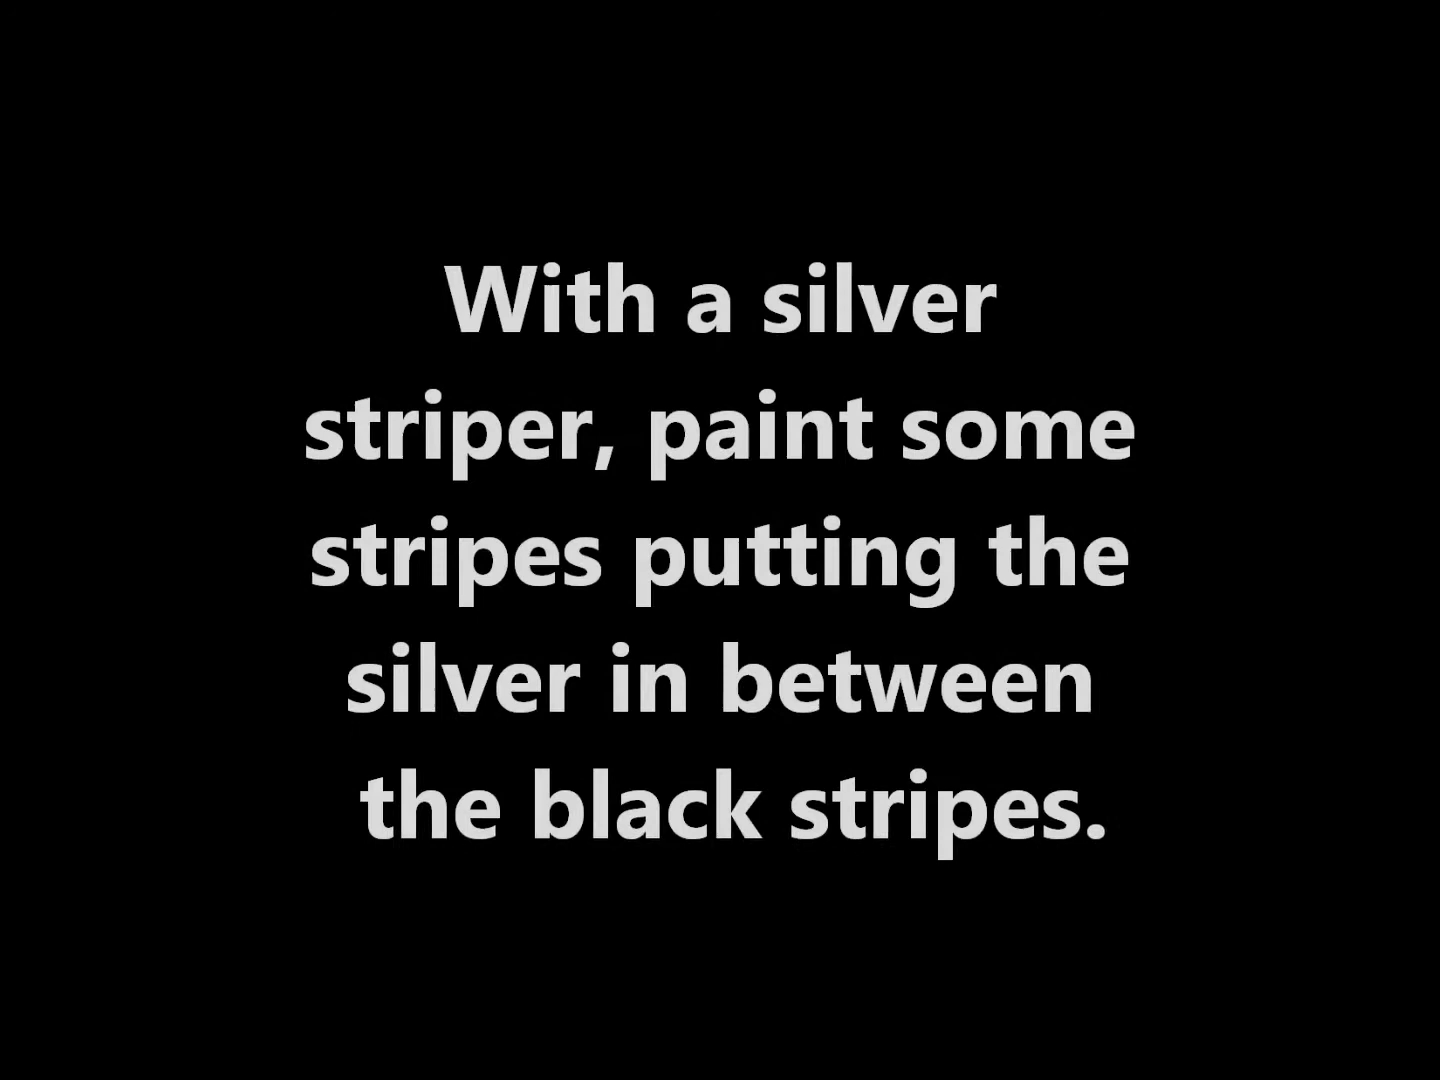 With a silver
striper, paint some
stripes putting the
silver in between
the black stripes.